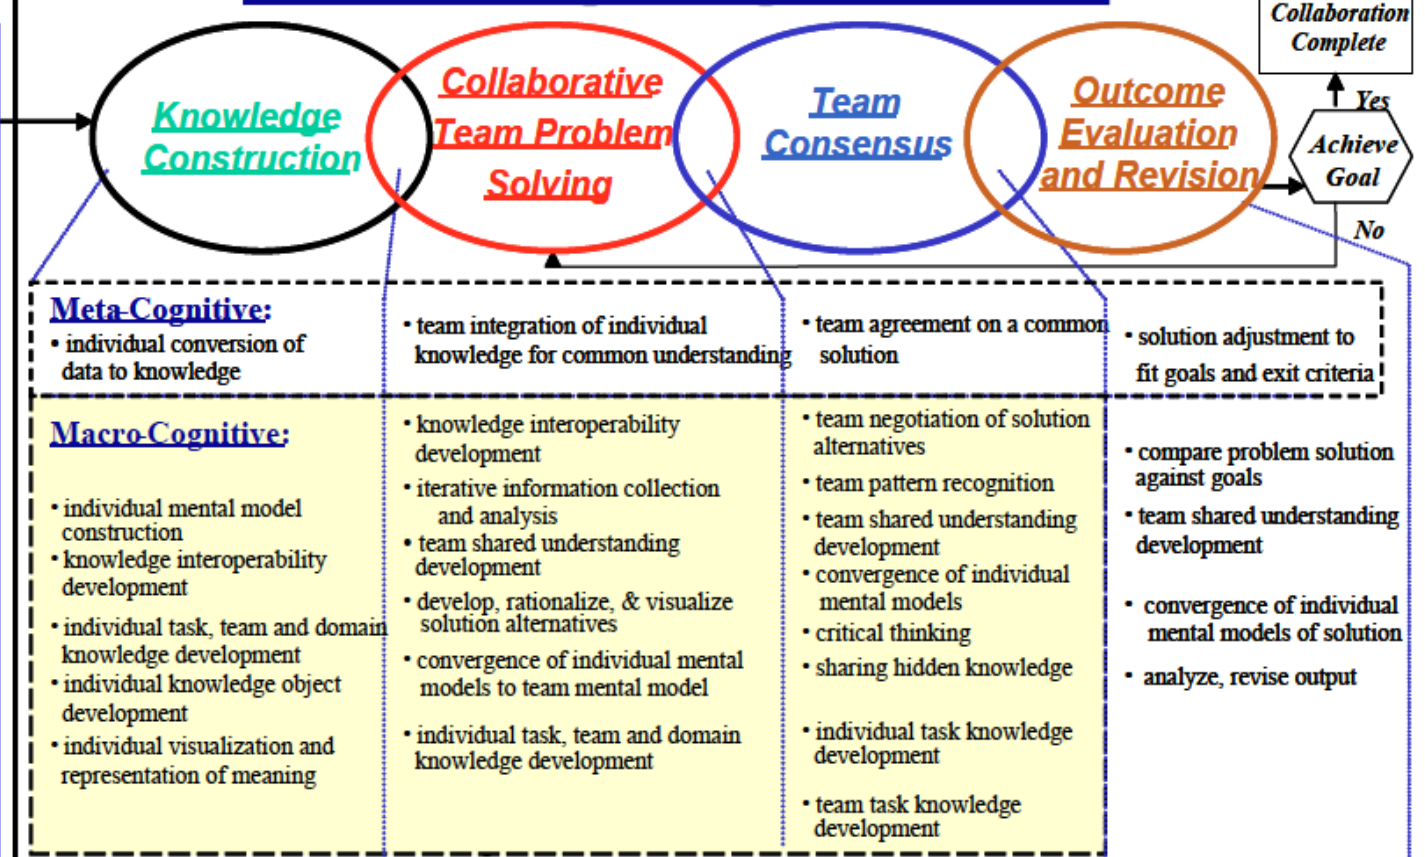 Collaboration
Complete
Knowledge
Construction
Collaborative
Team Problem
Solving
Team
Consensus
Outcome
Evaluation
and Revision
Yes
Achieve
Goal
No
Meta-Cognitive:
• individual conversion of
data to knowledge
• team integration of individual
knowledge for common understanding
• team agreement on a common
solution
• solution adjustment to
fit goals and exit criteria
Macro-Cognitive:
• individual mental model
construction
• knowledge interoperability
development
• individual task, team and domain
knowledge development
• individual knowledge object
development
• individual visualization and
representation of meaning
• knowledge interoperability
development
• iterative information collection
and analysis
• team shared understanding
development
• develop, rationalize, & visualize
solution alternatives
• convergence of individual mental
models to team mental model
• individual task, team and domain
knowledge development
• team negotiation of solution
alternatives
• team pattern recognition
• team shared understanding
development
• convergence of individual
mental models
• critical thinking
• sharing hidden knowledge
• individual task knowledge
development
• team task knowledge
development
• compare problem solution
against goals
• team shared understanding
development
• convergence of individual
mental models of solution
• analyze, revise output